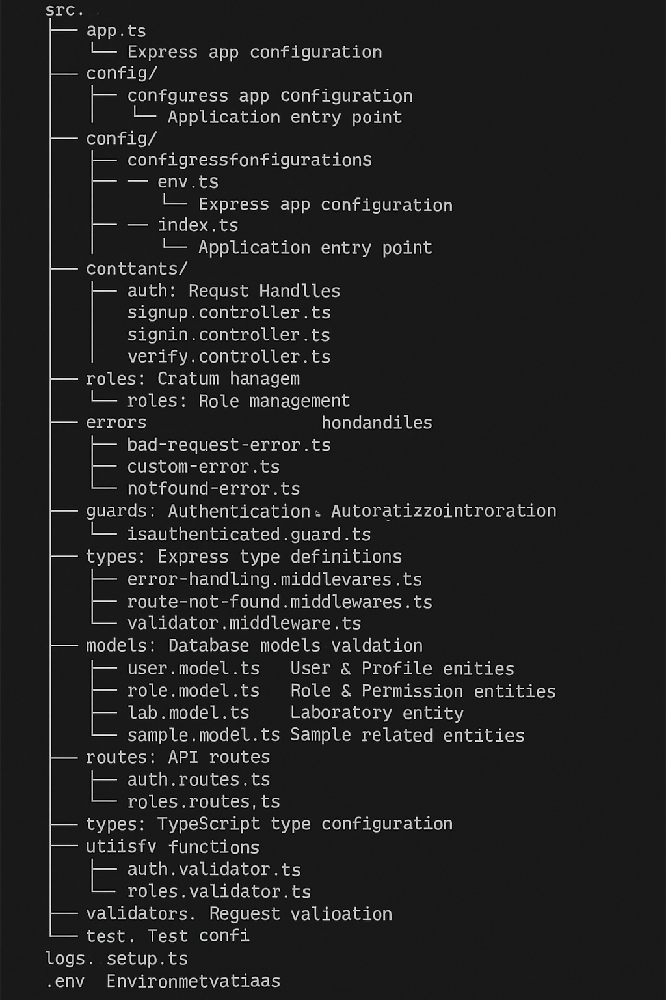 src.
app.ts
Express app configuration
config/
confguress app configuration
Application entry point
config/
configressfonfigurations
env.ts
Express app configuration
index.ts
Application entry point
conttants/
auth: Requst Handlles
signup.controller.ts
signin.controller.ts
verify.controller.ts
roles: Cratum hanagem
roles: Role management
errors hondandiles
bad-request-error.ts
custom-error.ts
notfound-error.ts
guards: Authentication Autoratizzointroration
isauthenticated.guard.ts
types: Express type definitions
error-handling.middlevares.ts
route-not-found.middlewares.ts
validator.middleware.ts
models: Database models valdation
user.model.ts User & Profile enities
role.model.ts Role & Permission entities
lab.model.ts Laboratory entity
sample.model.ts Sample related entities
routes: API routes
auth.routes.ts
roles.routes,ts
types: TypeScript type configuration
utiisfv functions
auth.validator.ts
roles.validator.ts
validators. Reguest valioation
test. Test confi
logs. setup.ts
.env Environmetvatiaas